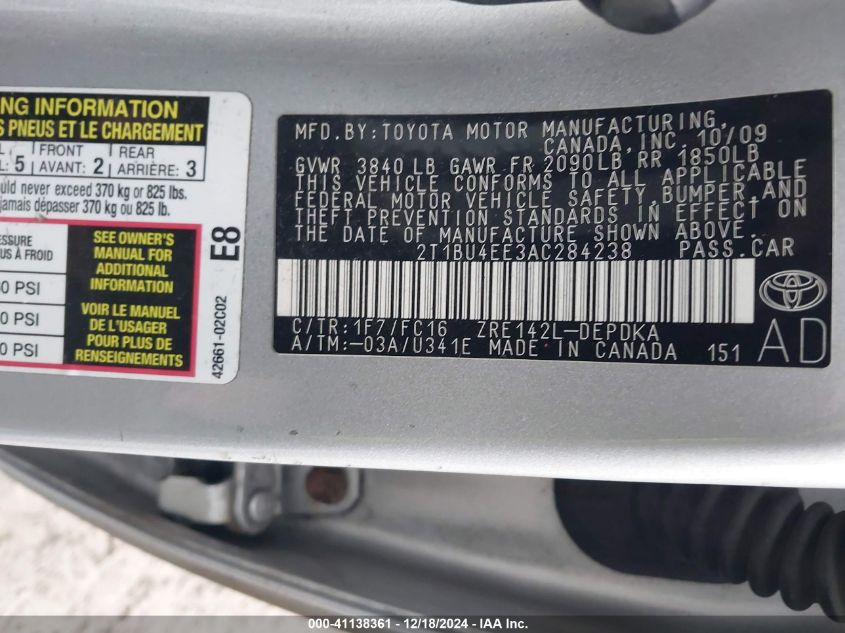 NG INFORMATION
S PNEUS ET LE CHARGEMENT
L: 5 FRONT AVANT: 2 REAR ARRIÈRE: 3
ould never exceed 370 kg or 825 lbs.
jamais dépasser 370 kg ou 825 lb.
ESSURE
S À FROID
0 PSI
0 PSI
SEE OWNER'S
MANUAL FOR
ADDITIONAL
INFORMATION
VOIR LE MANUEL
DE L'USAGER
POUR PLUS DE
RENSEIGNEMENTS
E8
42661-02C02
MFD.BY:TOYOTA MOTOR MANUFACTURING,
CANADA, INC. 10/09
GVWR 3840 LB GAWR FR 2090LB RR 1850LB
THIS VEHICLE CONFORMS TO ALL APPLICABLE
FEDERAL MOTOR VEHICLE SAFETY,BUMPER,AND
THEFT PREVENTION STANDARDS IN EFFECT ON
THE DATE OF MANUFACTURE SHOWN ABOVE.
2T1BU4EE3AC284238 PASS.CAR
C/TR:1F7/FC16 ZRE142L-DEPDKA
A/TM:-03A/U341E MADE IN CANADA 151
AD
000-41138361 / 12/18/2024 / IAA Inc.